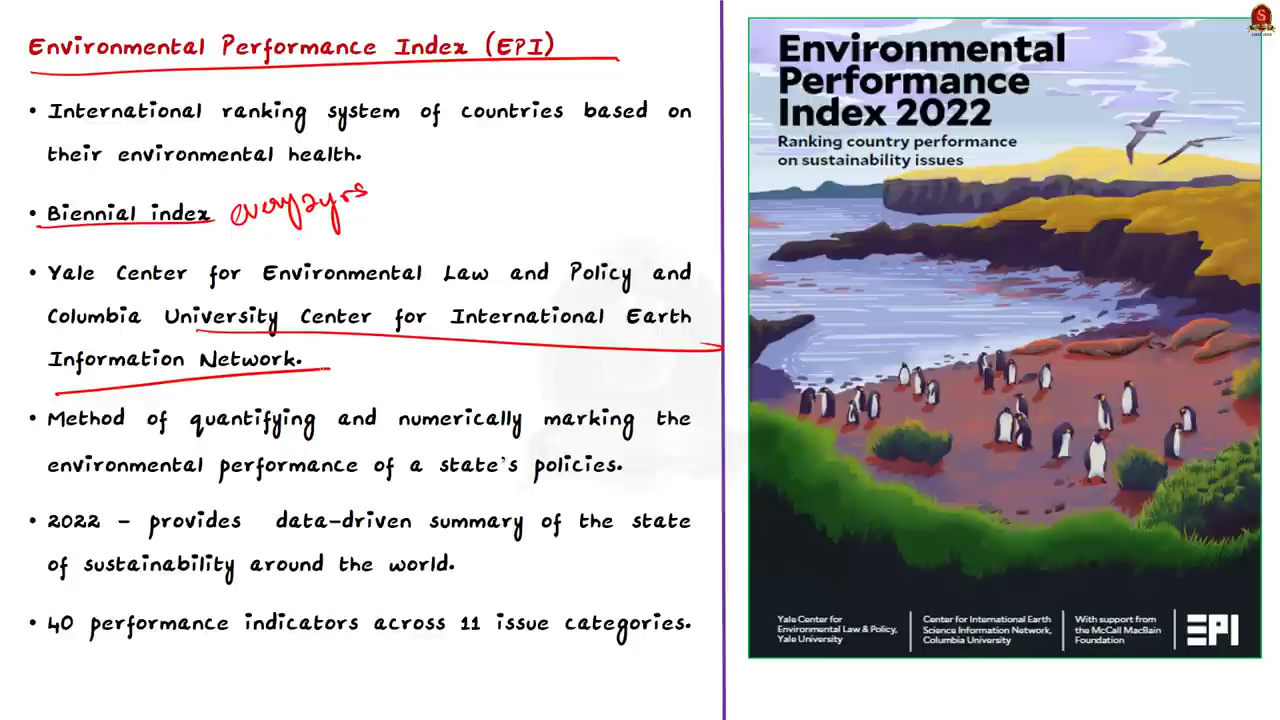 Environmental Performance Index (EPI)
• International ranking system of countries based on
their environmental health.
• Biennial index every 2 yrs
• Yale Center for Environmental Law and Policy and
Columbia University Center for International Earth
Information Network.
• Method of quantifying and numerically marking the
environmental performance of a state's policies.
• 2022 - provides data-driven summary of the state
of sustainability around the world.
• 40 performance indicators across 11 issue categories.
Environmental
Performance
Index 2022
Ranking country performance
on sustainability issues
Yale Center for
Environmental Law & Policy,
Yale University
Center for International Earth
Science Information Network,
Columbia University
With support from
the McCall MacBain
Foundation
EPI